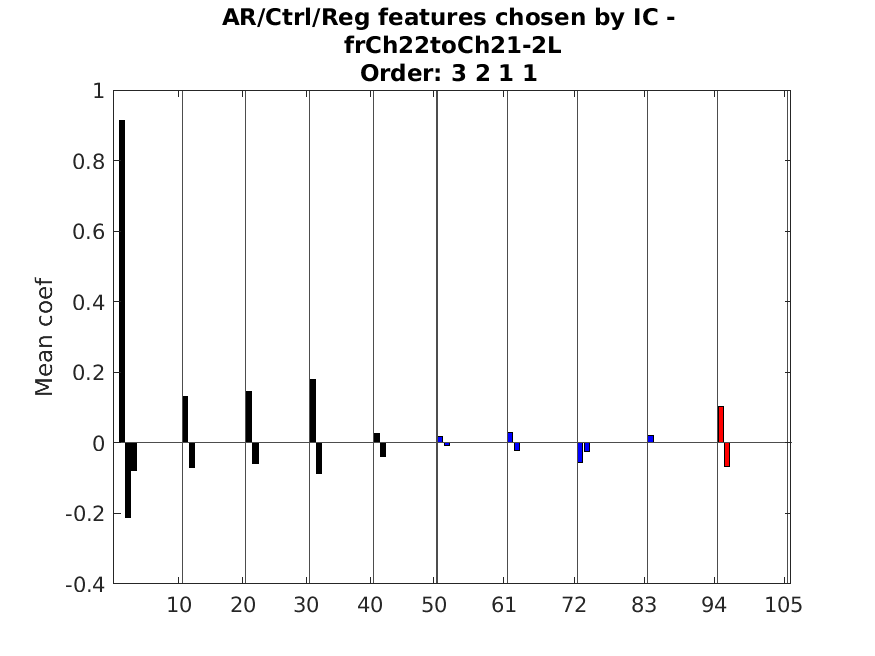 AR/Ctrl/Reg features chosen by IC -
frCh22toCh21-2L
Order: 3 2 1 1
1
0.8
0.6
0.4
0.2
0
-0.2
-0.4
Mean coef
10 20 30 40 50 61 72 83 94 105